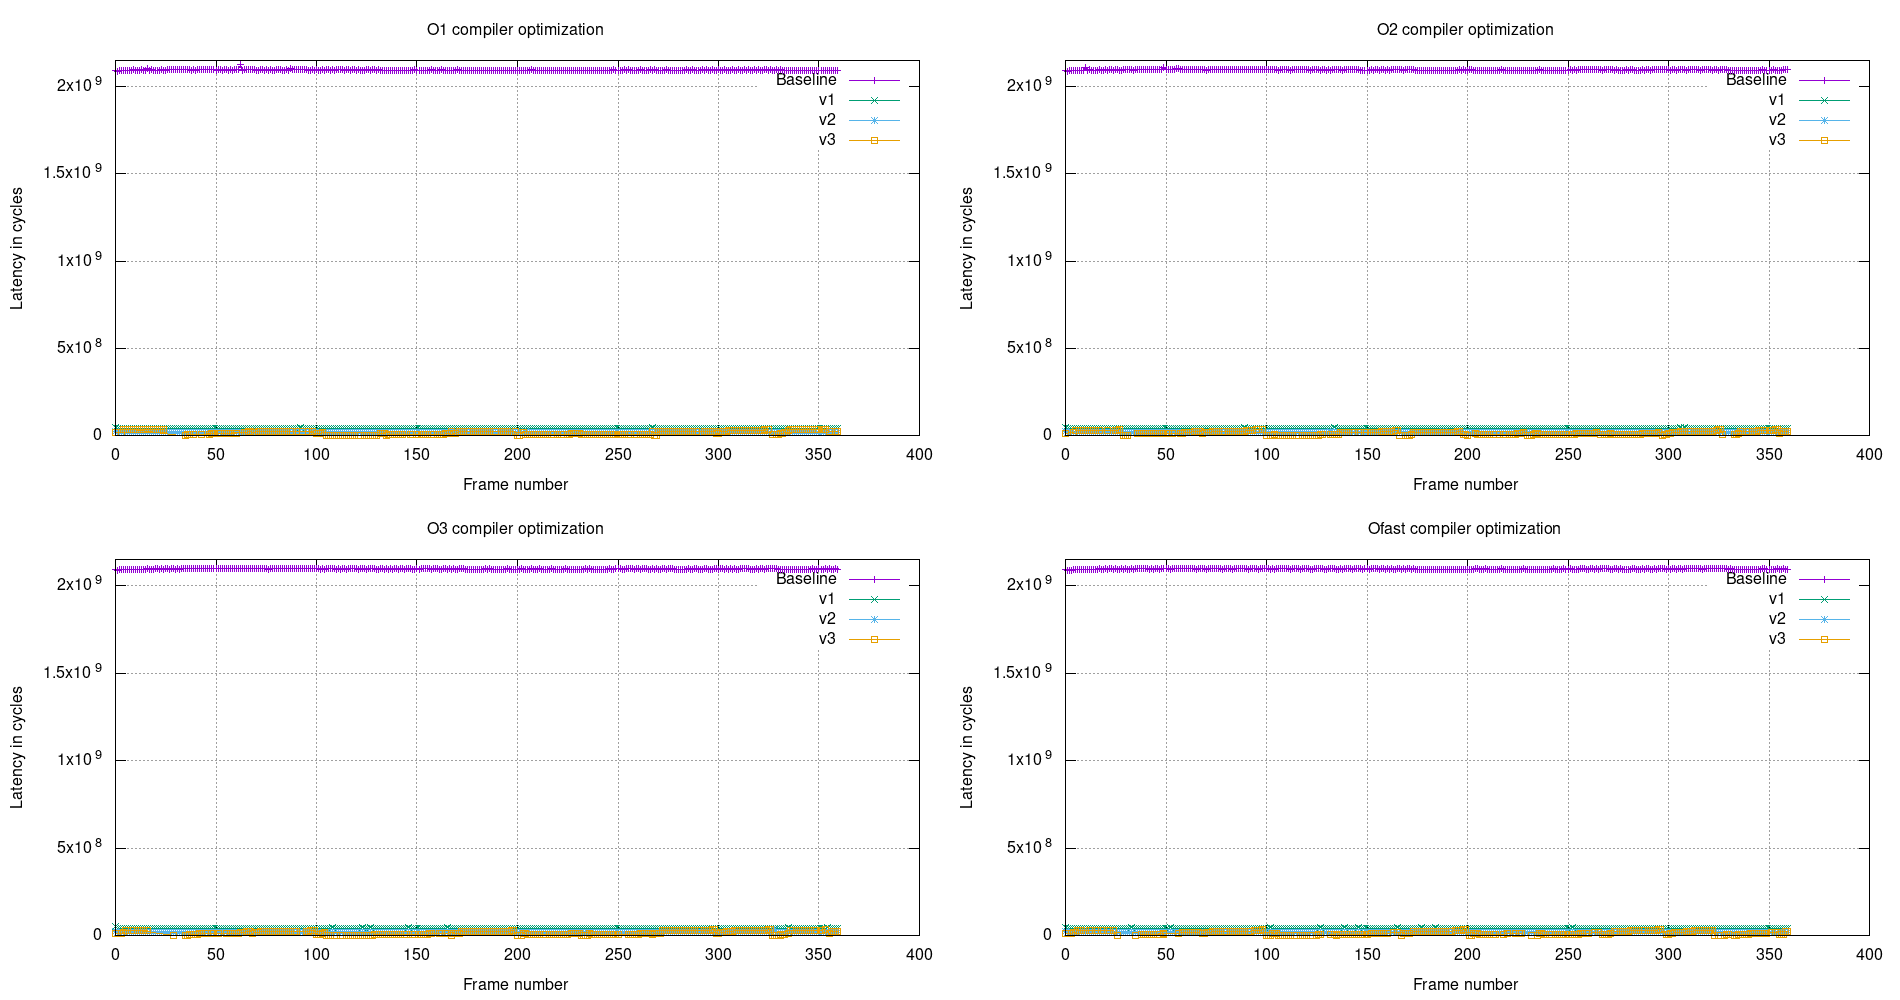 O1 compiler optimization
2x10^9
1.5x10^9
1x10^9
5x10^8
0
Latency in cycles
Baseline
v1
v2
v3
0 50 100 150 200 250 300 350 400
Frame number
O2 compiler optimization
2x10^9
1.5x10^9
1x10^9
5x10^8
0
Latency in cycles
Baseline
v1
v2
v3
0 50 100 150 200 250 300 350 400
Frame number
O3 compiler optimization
2x10^9
1.5x10^9
1x10^9
5x10^8
0
Latency in cycles
Baseline
v1
v2
v3
0 50 100 150 200 250 300 350 400
Frame number
Ofast compiler optimization
2x10^9
1.5x10^9
1x10^9
5x10^8
0
Latency in cycles
Baseline
v1
v2
v3
0 50 100 150 200 250 300 350 400
Frame number